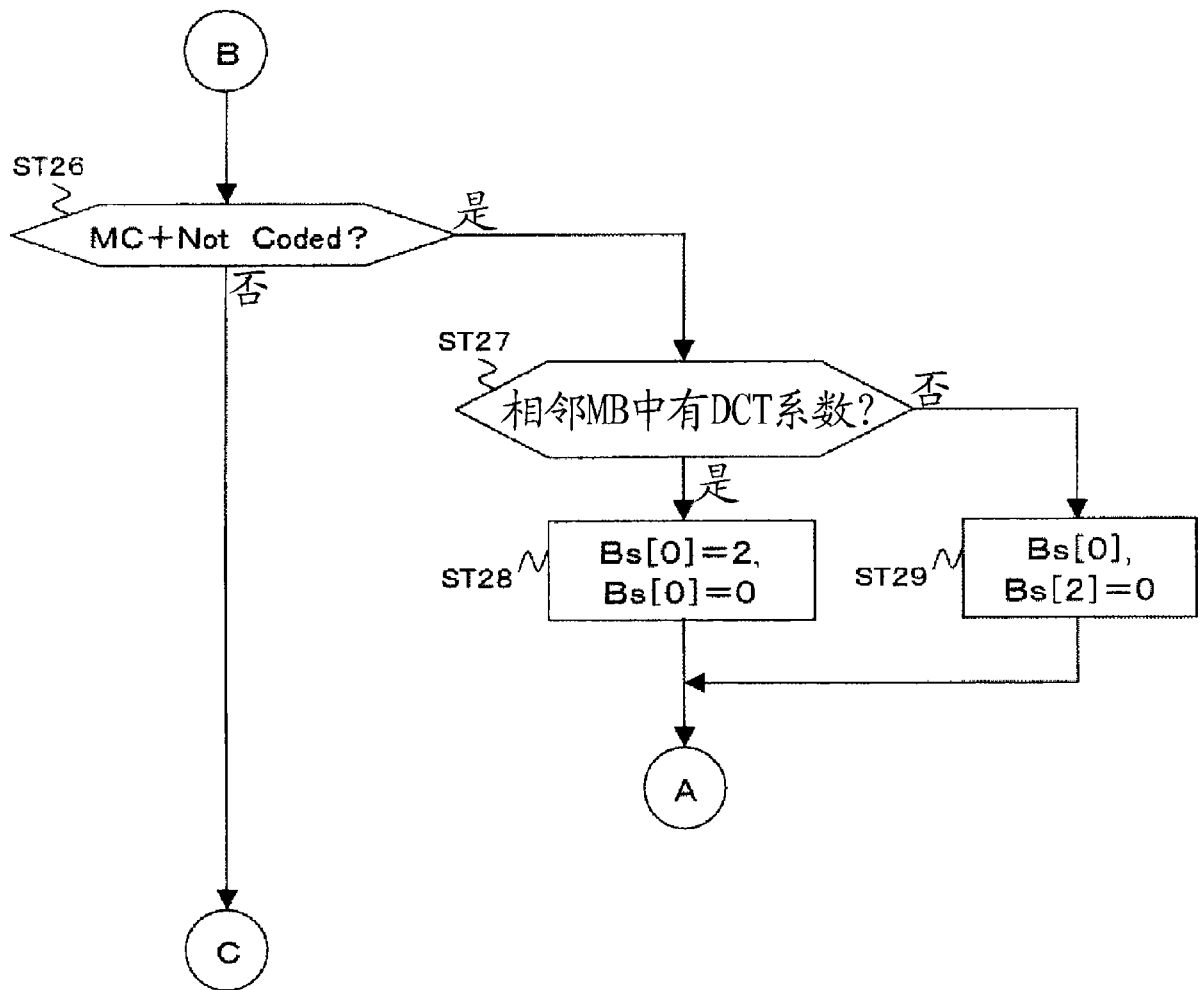 B
ST26
MC+Not Coded?
是
否
ST27
相邻MB中有DCT系数?
否
是
ST28
Bs[0]=2,
Bs[0]=0
ST29
Bs[0],
Bs[2]=0
A
C